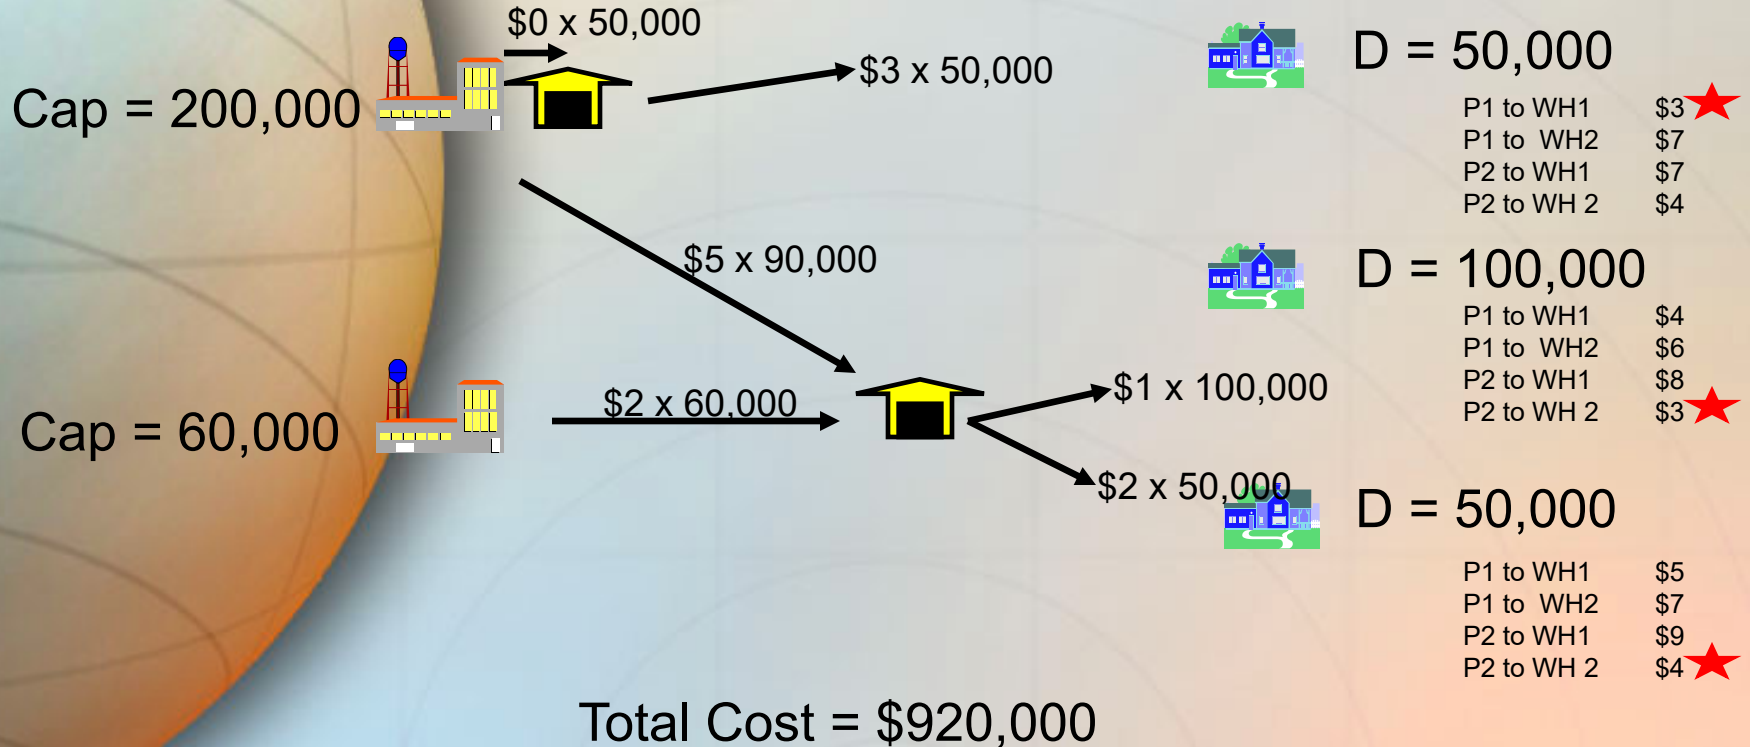 $0 x 50,000
Cap = 200,000
$3 x 50,000
D = 50,000
P1 to WH1 $3
P1 to  WH2 $7
P2 to WH1 $7
P2 to WH 2 $4
$5 x 90,000
D = 100,000
P1 to WH1 $4
P1 to  WH2 $6
P2 to WH1 $8
P2 to WH 2 $3
Cap = 60,000
$2 x 60,000
$1 x 100,000
$2 x 50,000
D = 50,000
P1 to WH1 $5
P1 to  WH2 $7
P2 to WH1 $9
P2 to WH 2 $4
Total Cost = $920,000